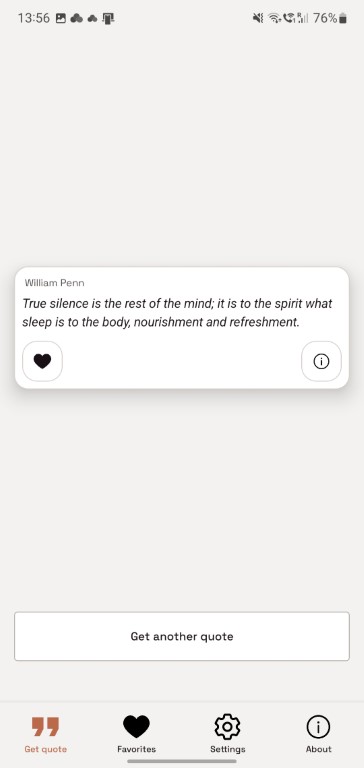 13:56
R
76%
William Penn
True silence is the rest of the mind; it is to the spirit what
sleep is to the body, nourishment and refreshment.
Get another quote
Get quote
Favorites
Settings
About